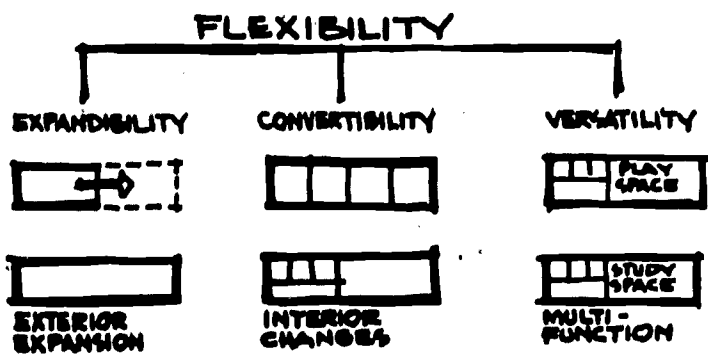 FLEXIBILITY
EXPANDIBILITY CONVERTIBILITY VERSATILITY
PLAY
SPACE
STUDY
SPACE
EXTERIOR
EXPANSION
INTERIOR
CHANGES
MULTI-
FUNCTION